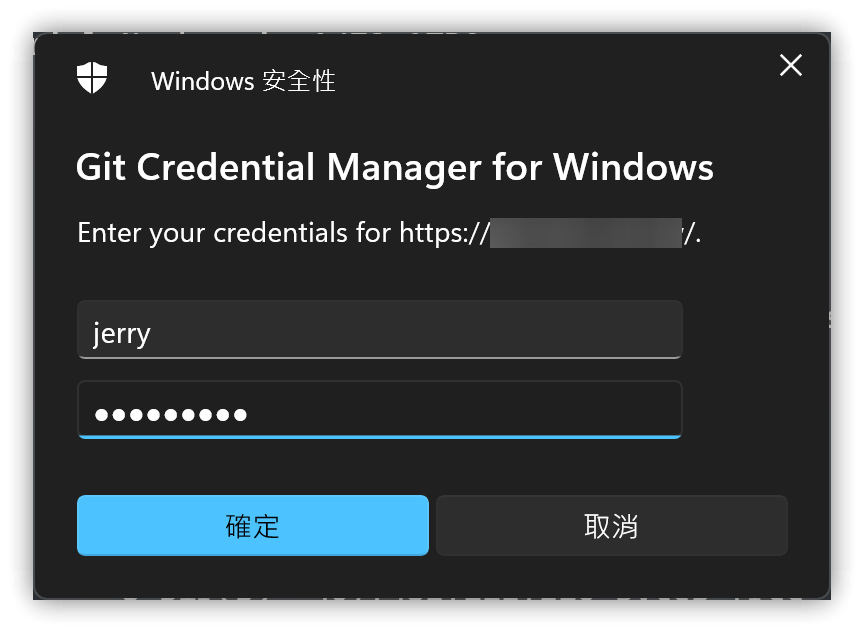 Windows 安全性
Git Credential Manager for Windows
Enter your credentials for https:///.
jerry
●●●●●●●●●
確定
取消